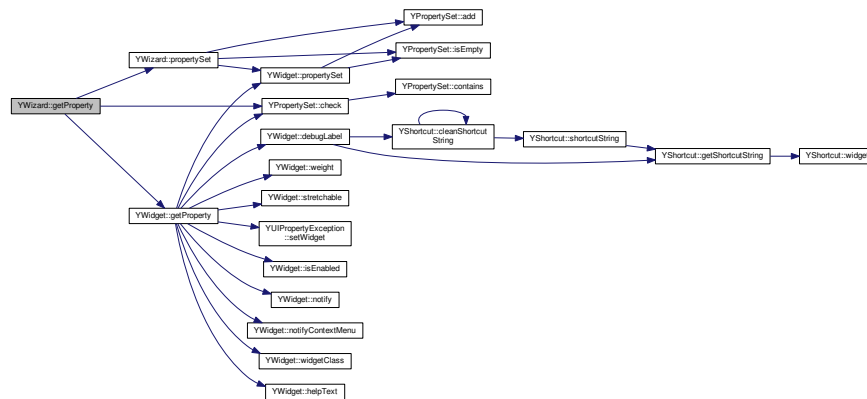 YPropertySet::add
YWizard::propertySet
YPropertySet::isEmpty
YWidget::propertySet
YPropertySet::contains
YWizard::getProperty
YPropertySet::check
YWidget::debugLabel
YShortcut::cleanShortcut
String
YShortcut::shortcutString
YShortcut::getShortcutString
YShortcut::widget
YWidget::weight
YWidget::stretchable
YWidget::getProperty
YUIPropertyException
::setWidget
YWidget::isEnabled
YWidget::notify
YWidget::notifyContextMenu
YWidget::widgetClass
YWidget::helpText